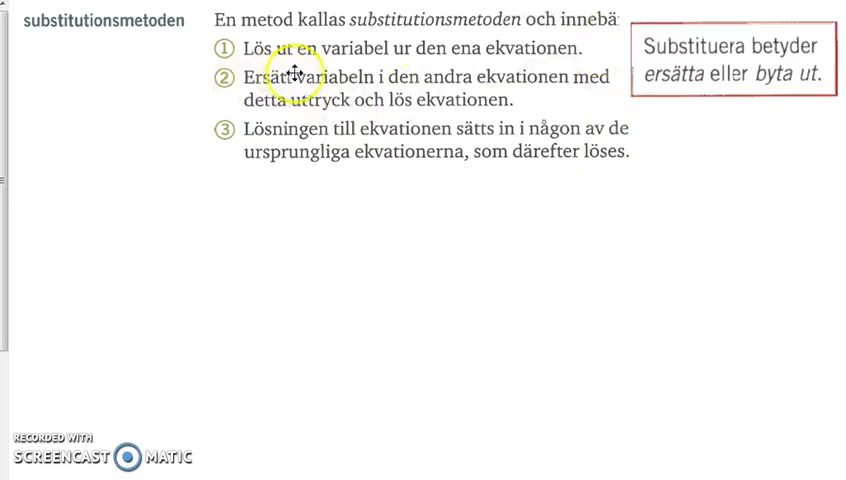 substitutionsmetoden
En metod kallas substitutionsmetoden och innebä
① Lös ut en variabel ur den ena ekvationen.
② Ersätt variabeln i den andra ekvationen med
detta uttryck och lös ekvationen.
③ Lösningen till ekvationen sätts in i någon av de
ursprungliga ekvationerna, som därefter löses.
Substituera betyder
ersätta eller byta ut.
RECORDED WITH
SCREENCAST MATIC